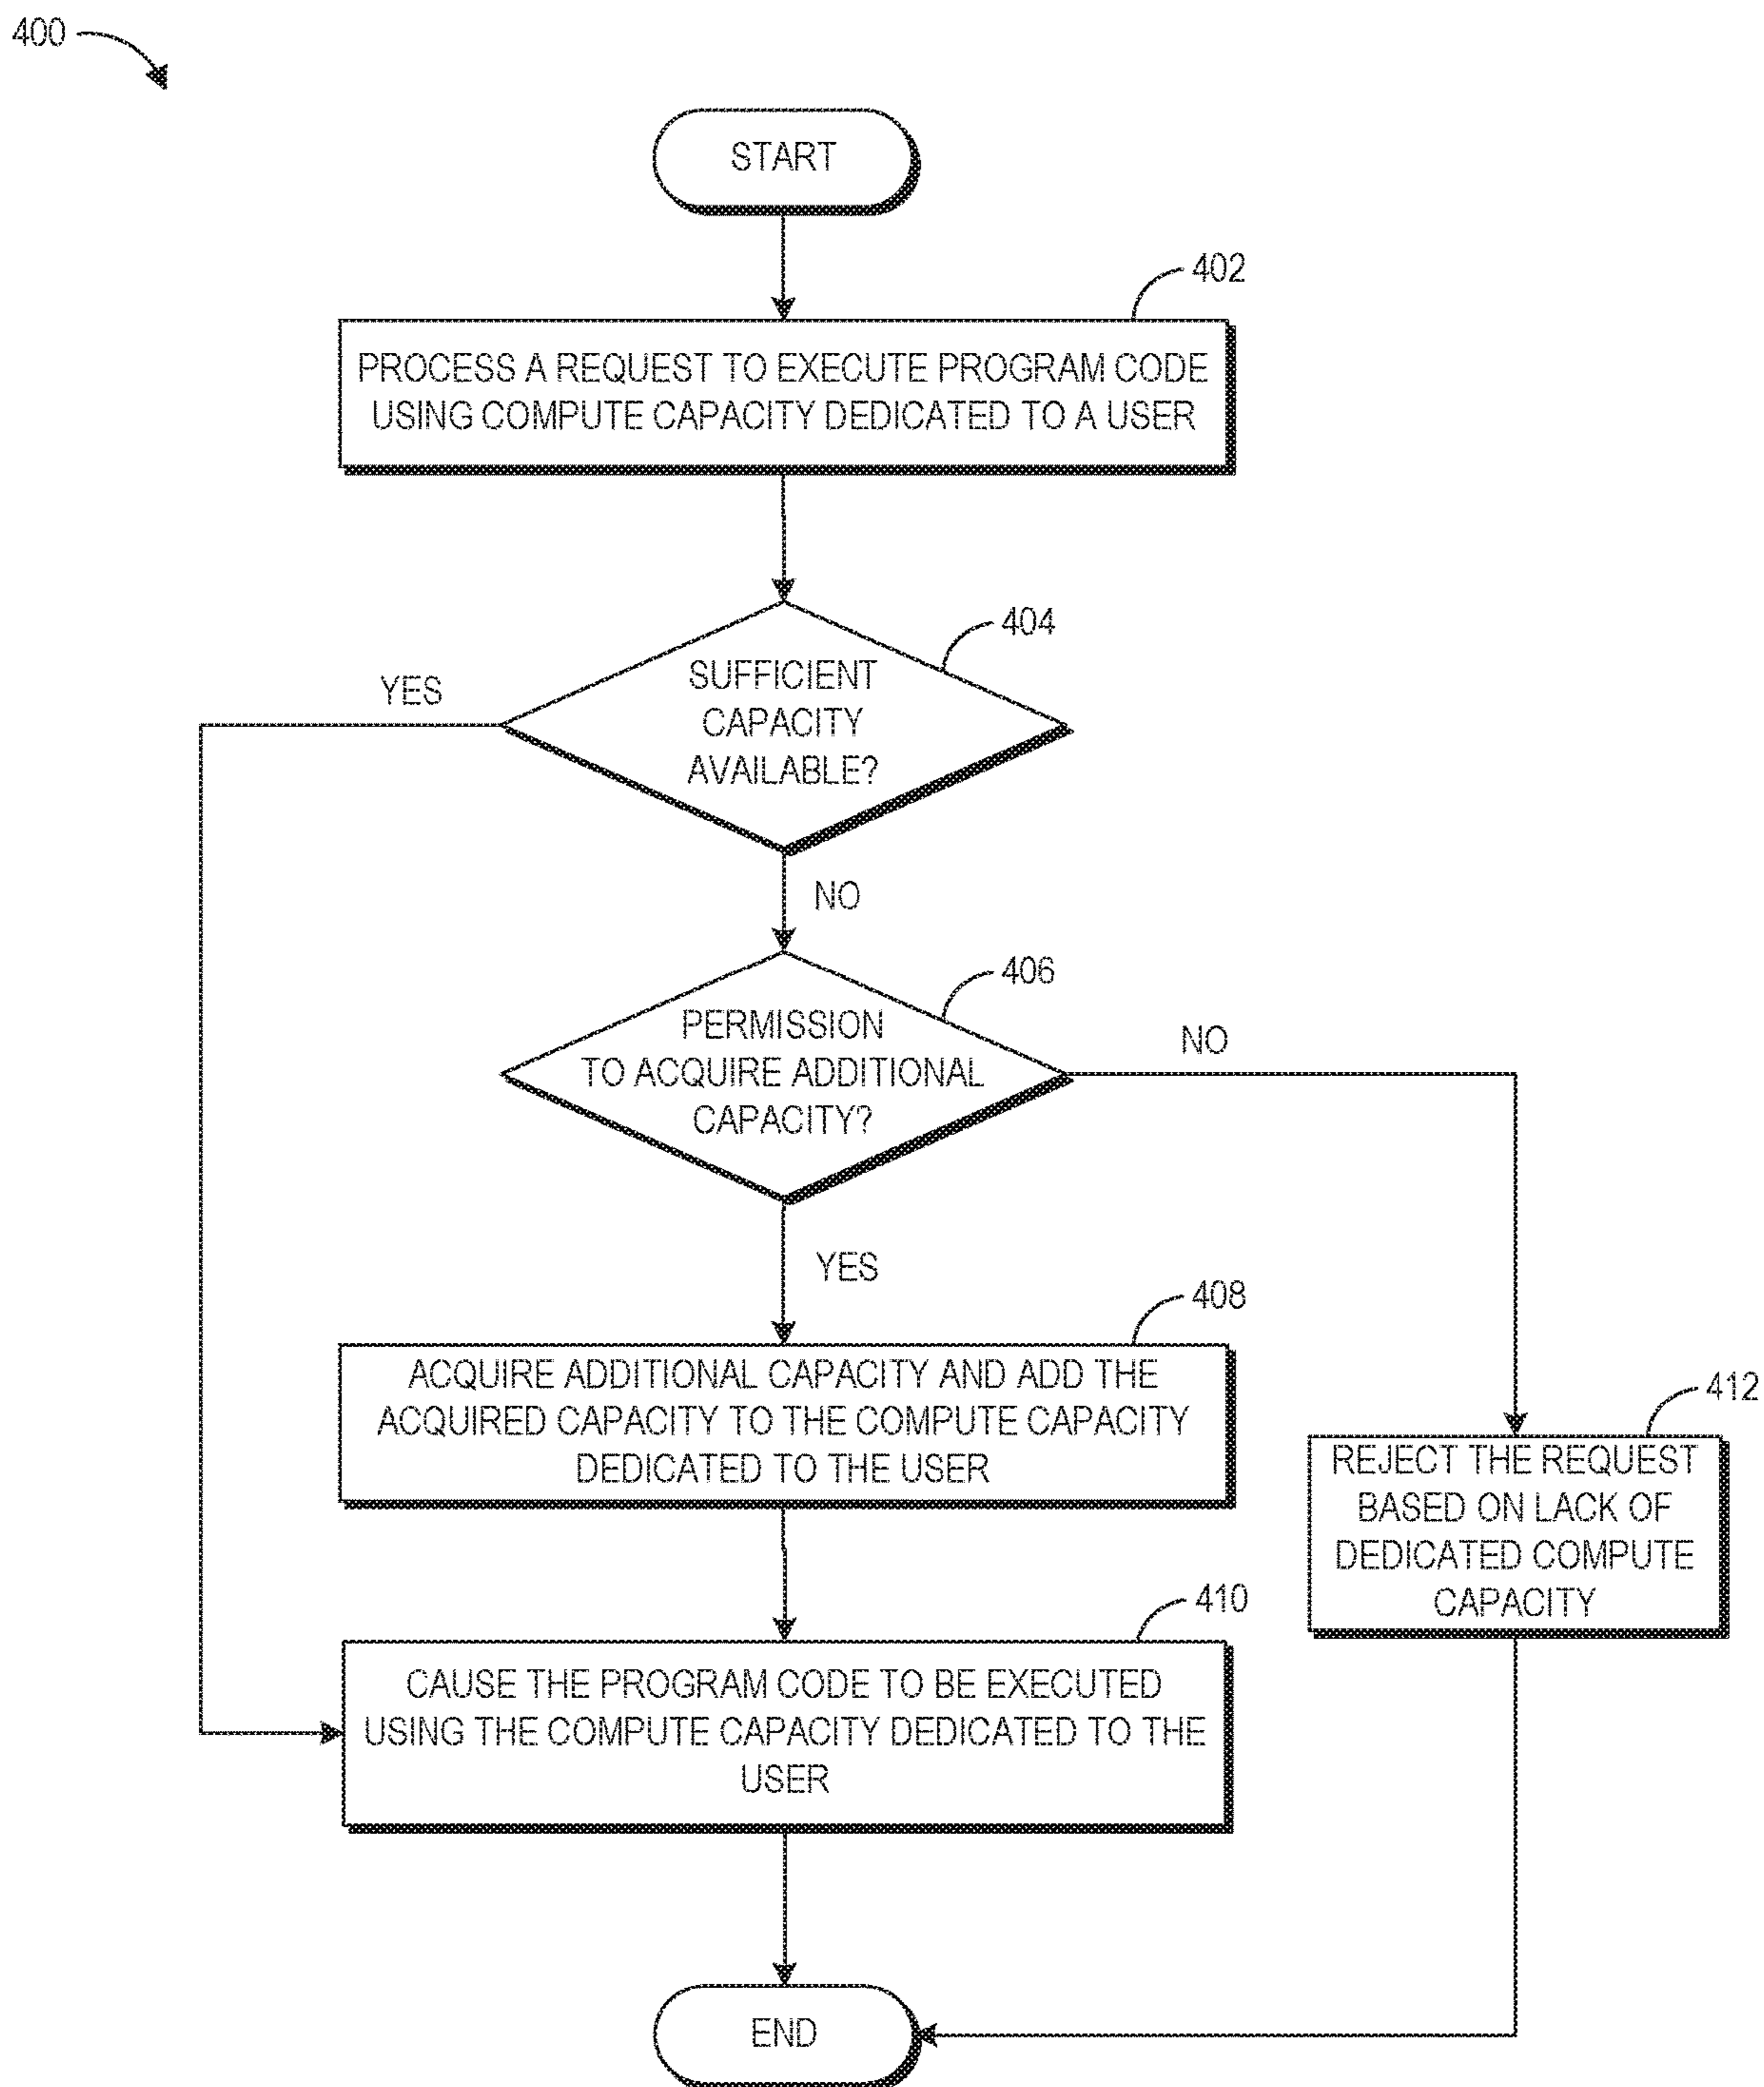 400
START
402
PROCESS A REQUEST TO EXECUTE PROGRAM CODE
USING COMPUTE CAPACITY DEDICATED TO A USER
404
SUFFICIENT
CAPACITY
AVAILABLE?
YES
NO
406
PERMISSION
TO ACQUIRE ADDITIONAL
CAPACITY?
NO
YES
408
ACQUIRE ADDITIONAL CAPACITY AND ADD THE
ACQUIRED CAPACITY TO THE COMPUTE CAPACITY
DEDICATED TO THE USER
412
REJECT THE REQUEST
BASED ON LACK OF
DEDICATED COMPUTE
CAPACITY
410
CAUSE THE PROGRAM CODE TO BE EXECUTED
USING THE COMPUTE CAPACITY DEDICATED TO THE
USER
END